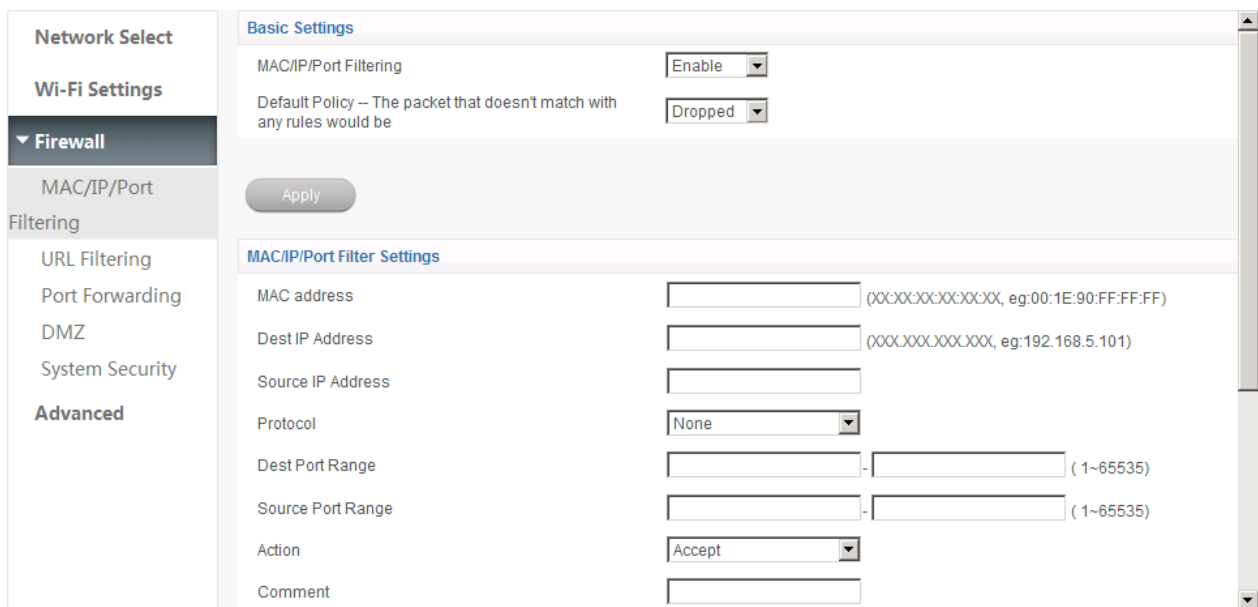 Network Select
Wi-Fi Settings
Firewall
MAC/IP/Port
Filtering
URL Filtering
Port Forwarding
DMZ
System Security
Advanced
Basic Settings
MAC/IP/Port Filtering Enable
Default Policy -- The packet that doesn't match with
any rules would be Dropped
Apply
MAC/IP/Port Filter Settings
MAC address (XX:XX:XX:XX:XX:XX, eg:00:1E:90:FF:FF:FF)
Dest IP Address (XXX.XXX.XXX.XXX, eg:192.168.5.101)
Source IP Address
Protocol None
Dest Port Range - ( 1~65535)
Source Port Range - ( 1~65535)
Action Accept
Comment